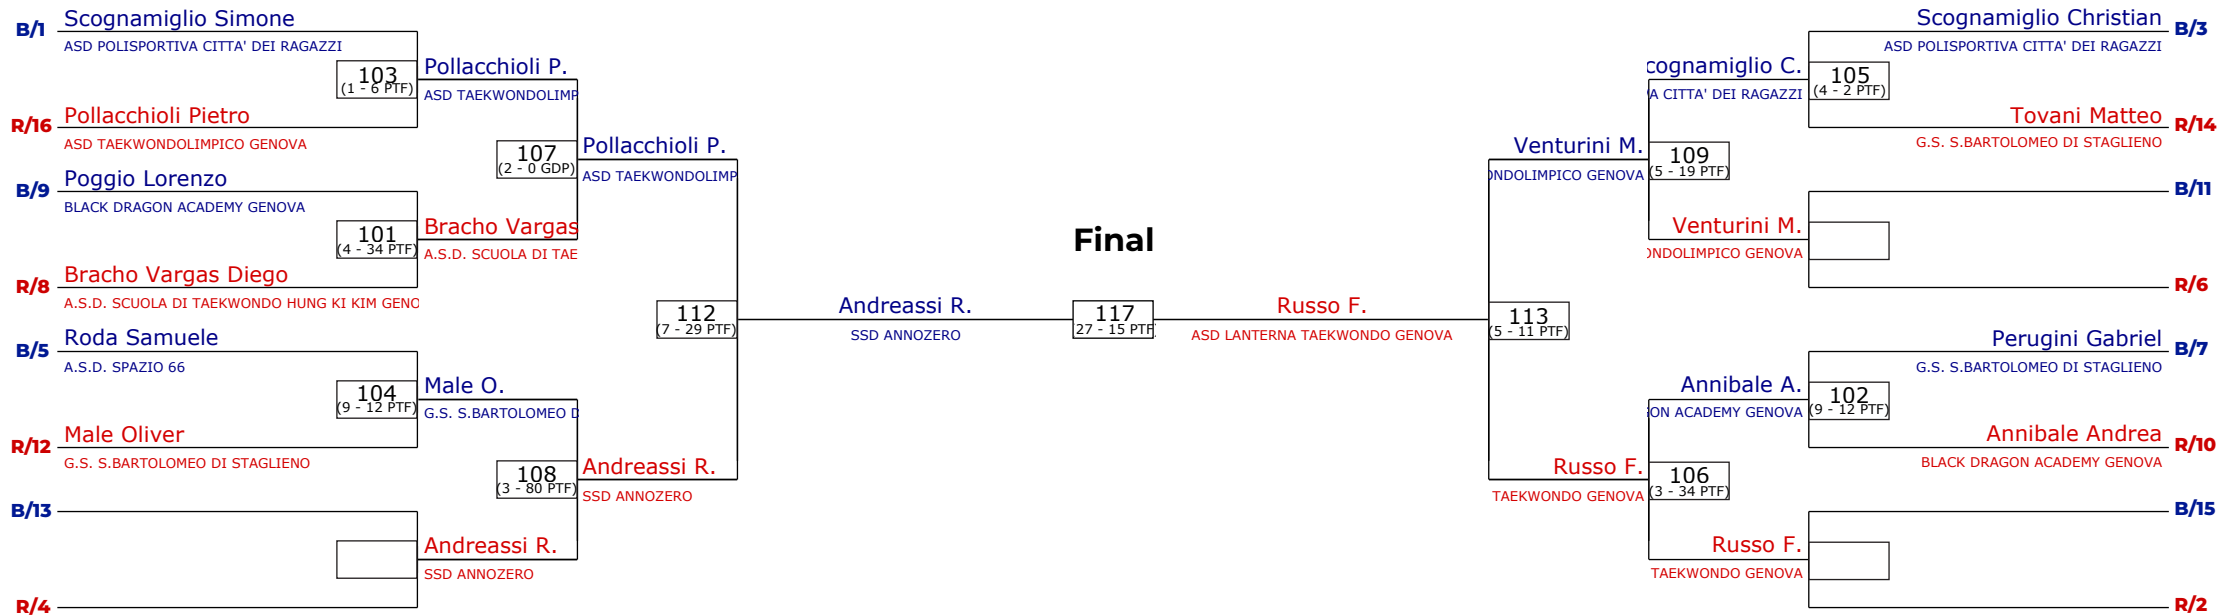 B/1
Scognamiglio Simone
ASD POLISPORTIVA CITTA' DEI RAGAZZI
103
(1 - 6 PTF)
R/16
Pollacchioli Pietro
ASD TAEKWONDOLIMPICO GENOVA
Pollacchioli P.
ASD TAEKWONDOLIMP
107
(2 - 0 GDP)
B/9
Poggio Lorenzo
BLACK DRAGON ACADEMY GENOVA
101
(4 - 34 PTF)
R/8
Bracho Vargas Diego
A.S.D. SCUOLA DI TAEKWONDO HUNG KI KIM GENO
Bracho Vargas
A.S.D. SCUOLA DI TAE
Pollacchioli P.
ASD TAEKWONDOLIMP
112
(7 - 29 PTF)
B/5
Roda Samuele
A.S.D. SPAZIO 66
104
(9 - 12 PTF)
R/12
Male Oliver
G.S. S.BARTOLOMEO DI STAGLIENO
Male O.
G.S. S.BARTOLOMEO D
108
(3 - 80 PTF)
B/13
R/4
Andreassi R.
SSD ANNOZERO
Andreassi R.
SSD ANNOZERO
Andreassi R.
SSD ANNOZERO
Final
117
27 - 15 PTF
Russo F.
ASD LANTERNA TAEKWONDO GENOVA
113
(5 - 11 PTF)
Venturini M.
ONDOLIMPICO GENOVA
109
(5 - 19 PTF)
cognamiglio C.
A CITTA' DEI RAGAZZI
105
(4 - 2 PTF)
Scognamiglio Christian
ASD POLISPORTIVA CITTA' DEI RAGAZZI
B/3
Tovani Matteo
G.S. S.BARTOLOMEO DI STAGLIENO
R/14
Venturini M.
ONDOLIMPICO GENOVA
B/11
R/6
Russo F.
TAEKWONDO GENOVA
106
(3 - 34 PTF)
Annibale A.
ON ACADEMY GENOVA
102
(9 - 12 PTF)
Perugini Gabriel
G.S. S.BARTOLOMEO DI STAGLIENO
B/7
Annibale Andrea
BLACK DRAGON ACADEMY GENOVA
R/10
Russo F.
TAEKWONDO GENOVA
B/15
R/2